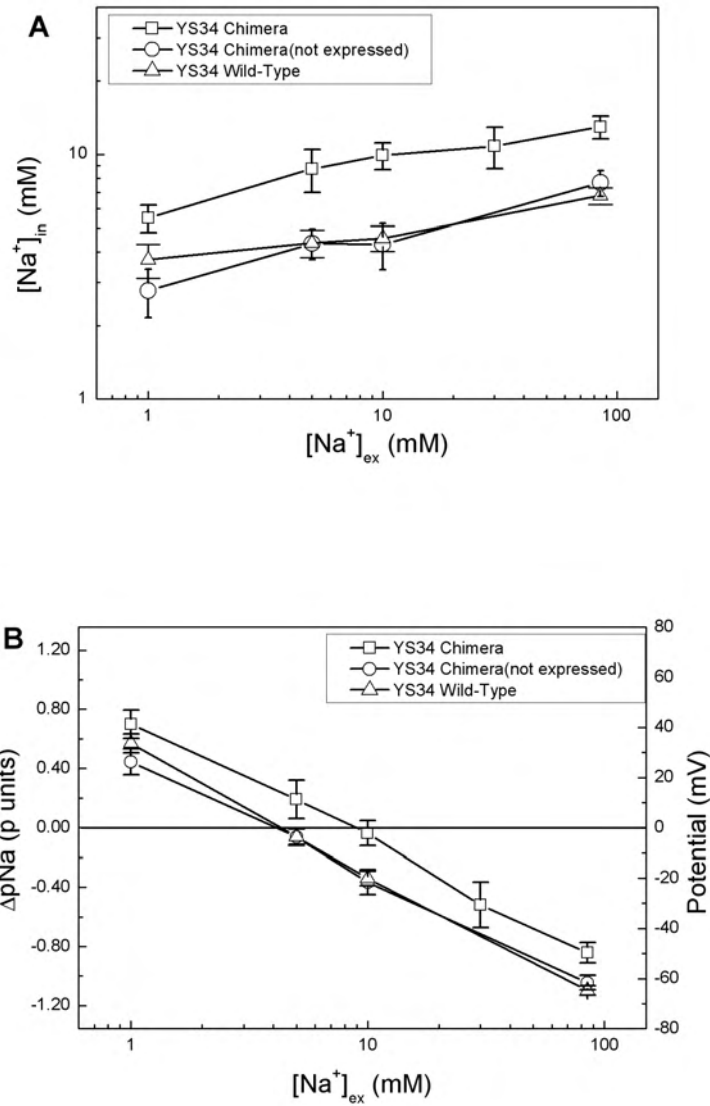 A
YS34 Chimera
YS34 Chimera(not expressed)
YS34 Wild-Type
10
1
[Na⁺]in (mM)
1 10 100
[Na⁺]ex (mM)
B
YS34 Chimera
YS34 Chimera(not expressed)
YS34 Wild-Type
1.20
0.80
0.40
0.00
-0.40
-0.80
-1.20
ΔpNa (p units)
80
60
40
20
0
-20
-40
-60
-80
Potential (mV)
1 10 100
[Na⁺]ex (mM)